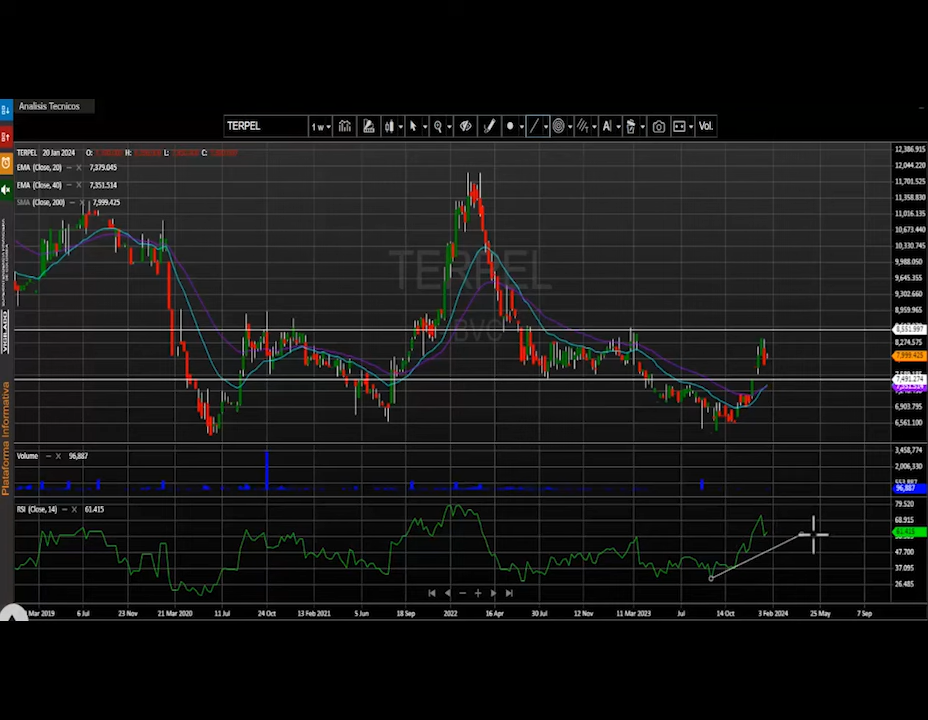 Analisis Tecnicos
TERPEL
1 w
Vol.
TERPEL 20 Jan 2024 O: H: L: C:
EMA (Close, 20) – X 7,379.045
EMA (Close, 40) – X 7,351.514
SMA (Close, 200) – X 7,999.425
TERPEL
BVO
12,386.915
12,044.220
11,701.525
11,358.830
11,016.135
10,673.440
10,330.745
9,988.050
9,645.355
9,302.660
8,959.965
8,551.997
8,274.575
7,999.425
7,491.274
6,903.795
6,561.100
Volume – X 96,887
3,458,774
2,006,330
96,887
RSI (Close, 14) – X 61.415
79.520
68.915
61.415
47.700
37.095
26.485
Mar 2019 6 Jul 23 Nov 21 Mar 2020 11 Jul 24 Oct 13 Feb 2021 5 Jun 18 Sep 2022 16 Apr 30 Jul 12 Nov 11 Mar 2023 Jul 14 Oct 3 Feb 2024 25 May 7 Sep
VIGILADO
Plataforma Informativa